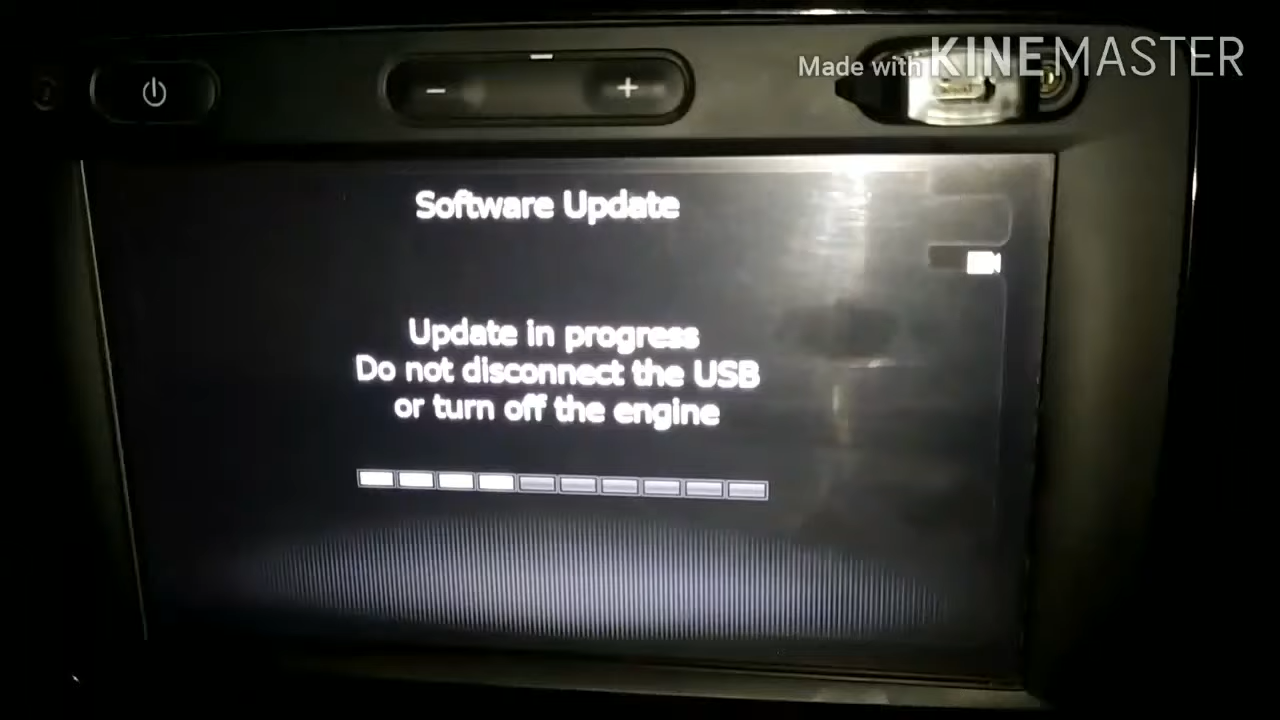 Made with KINEMASTER
Software Update
Update in progress
Do not disconnect the USB
or turn off the engine